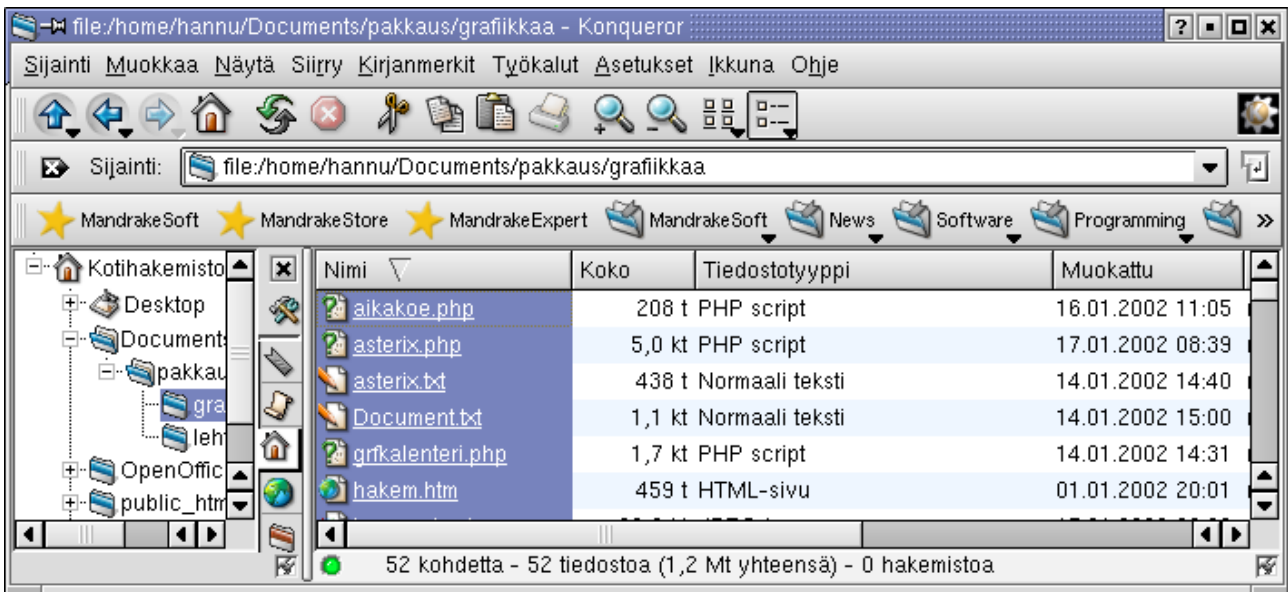 file:/home/hannu/Documents/pakkaus/grafiikkaa - Konqueror
Sijainti Muokkaa Näytä Siirry Kirjanmerkit Työkalut Asetukset Ikkuna Ohje
Sijainti: file:/home/hannu/Documents/pakkaus/grafiikkaa
MandrakeSoft MandrakeStore MandrakeExpert MandrakeSoft News Software Programming »
Kotihakemisto
Desktop
Document
pakkau
gra
leh
OpenOffic
public_htm
Nimi Koko Tiedostotyyppi Muokattu
aikakoe.php 208 t PHP script 16.01.2002 11:05
asterix.php 5,0 kt PHP script 17.01.2002 08:39
asterix.txt 438 t Normaali teksti 14.01.2002 14:40
Document.txt 1,1 kt Normaali teksti 14.01.2002 15:00
grfkalenteri.php 1,7 kt PHP script 14.01.2002 14:31
hakem.htm 459 t HTML-sivu 01.01.2002 20:01
52 kohdetta - 52 tiedostoa (1,2 Mt yhteensä) - 0 hakemistoa